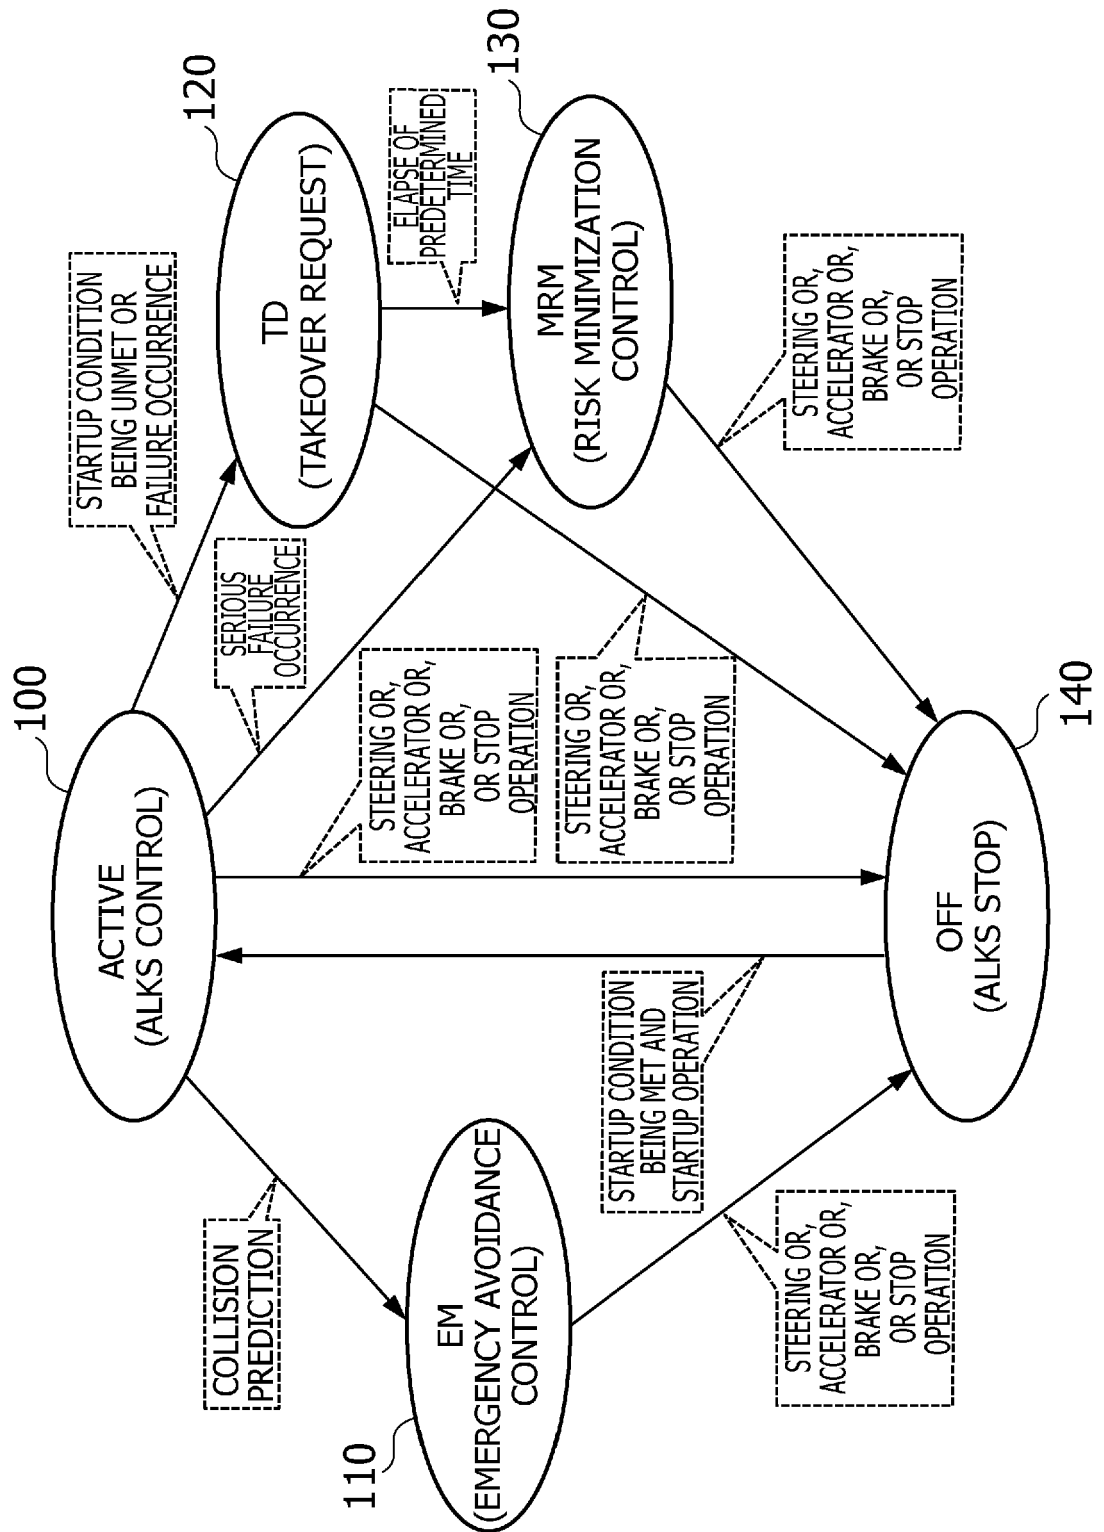 100
ACTIVE
(ALKS CONTROL)
STARTUP CONDITION
BEING UNMET OR
FAILURE OCCURRENCE
120
TD
(TAKEOVER REQUEST)
COLLISION
PREDICTION
SERIOUS
FAILURE
OCCURRENCE
ELAPSE OF
PREDETERMINED
TIME
110
EM
(EMERGENCY AVOIDANCE
CONTROL)
STEERING OR,
ACCELERATOR OR,
BRAKE OR,
OR STOP
OPERATION
130
MRM
(RISK MINIMIZATION
CONTROL)
STARTUP CONDITION
BEING MET AND
STARTUP OPERATION
STEERING OR,
ACCELERATOR OR,
BRAKE OR,
OR STOP
OPERATION
STEERING OR,
ACCELERATOR OR,
BRAKE OR,
OR STOP
OPERATION
STEERING OR,
ACCELERATOR OR,
BRAKE OR,
OR STOP
OPERATION
OFF
(ALKS STOP)
140